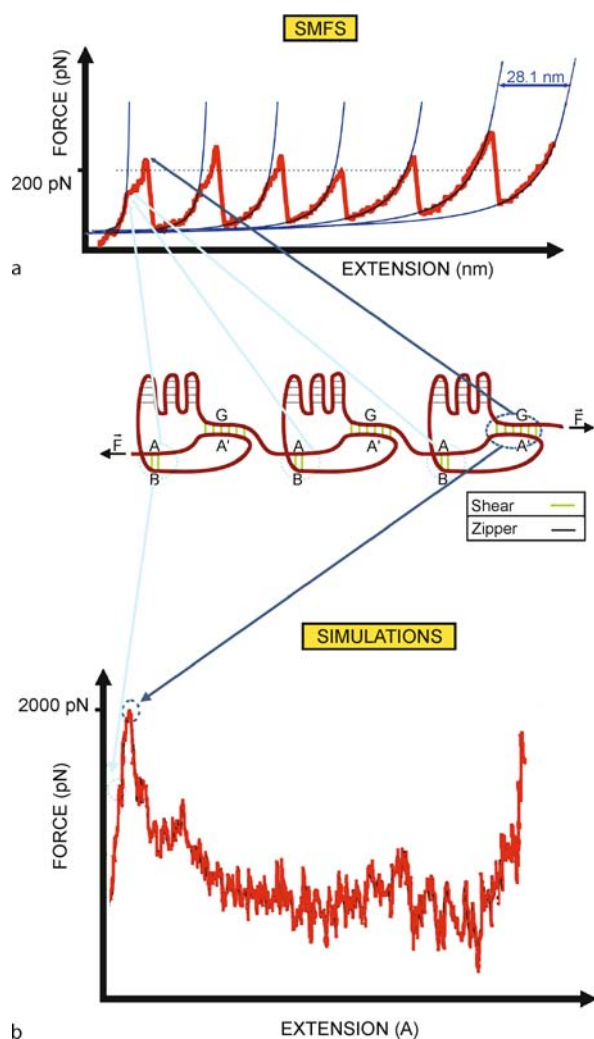 SMFS
FORCE (pN)
28.1 nm
200 pN
EXTENSION (nm)
a
G
G
G
F
F
A
A'
A
A'
A
A'
B
B
B
Shear
Zipper
SIMULATIONS
2000 pN
FORCE (pN)
EXTENSION (A)
b